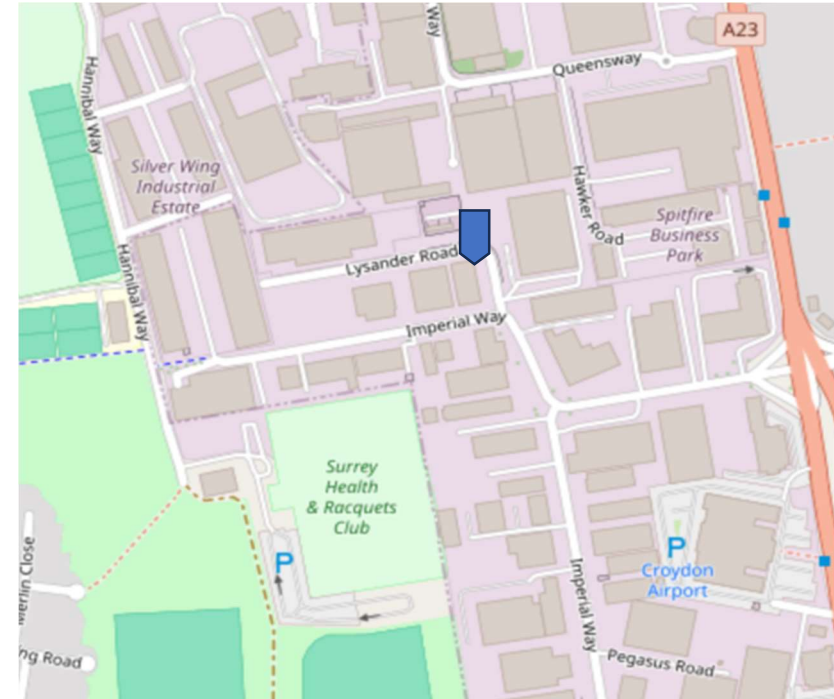 Way
A23
Queensway
Hannibal Way
Silver Wing
Industrial
Estate
Hawker Road
Spitfire
Business
Park
Lysander Road
Hannibal Way
Imperial Way
Surrey
Health
& Racquets
Club
P
P
Croydon
Airport
Merlin Close
Imperial Way
ng Road
Pegasus Road